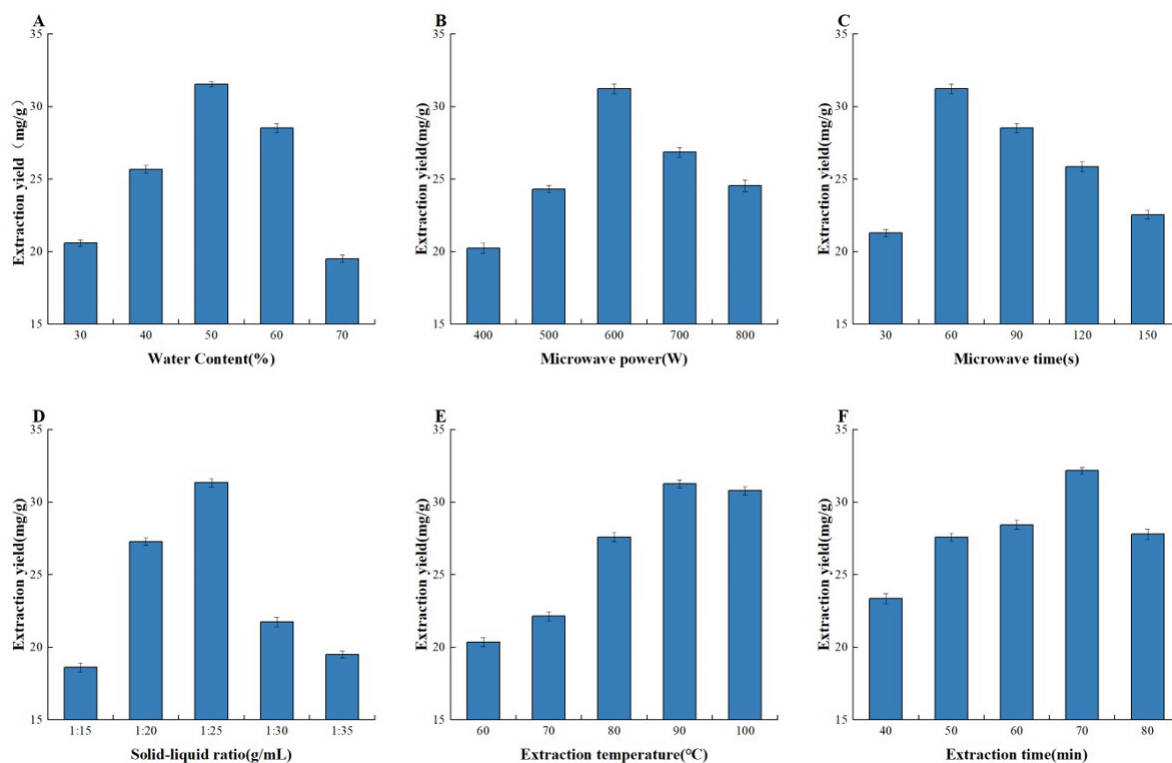 A
Extraction yield（mg/g）
35
30
25
20
15
30 40 50 60 70
Water Content(%)
B
Extraction yield(mg/g)
35
30
25
20
15
400 500 600 700 800
Microwave power(W)
C
Extraction yield(mg/g)
35
30
25
20
15
30 60 90 120 150
Microwave time(s)
D
Extraction yield(mg/g)
35
30
25
20
15
1:15 1:20 1:25 1:30 1:35
Solid-liquid ratio(g/mL)
E
Extraction yield(mg/g)
35
30
25
20
15
60 70 80 90 100
Extraction temperature(℃)
F
Extraction yield(mg/g)
35
30
25
20
15
40 50 60 70 80
Extraction time(min)